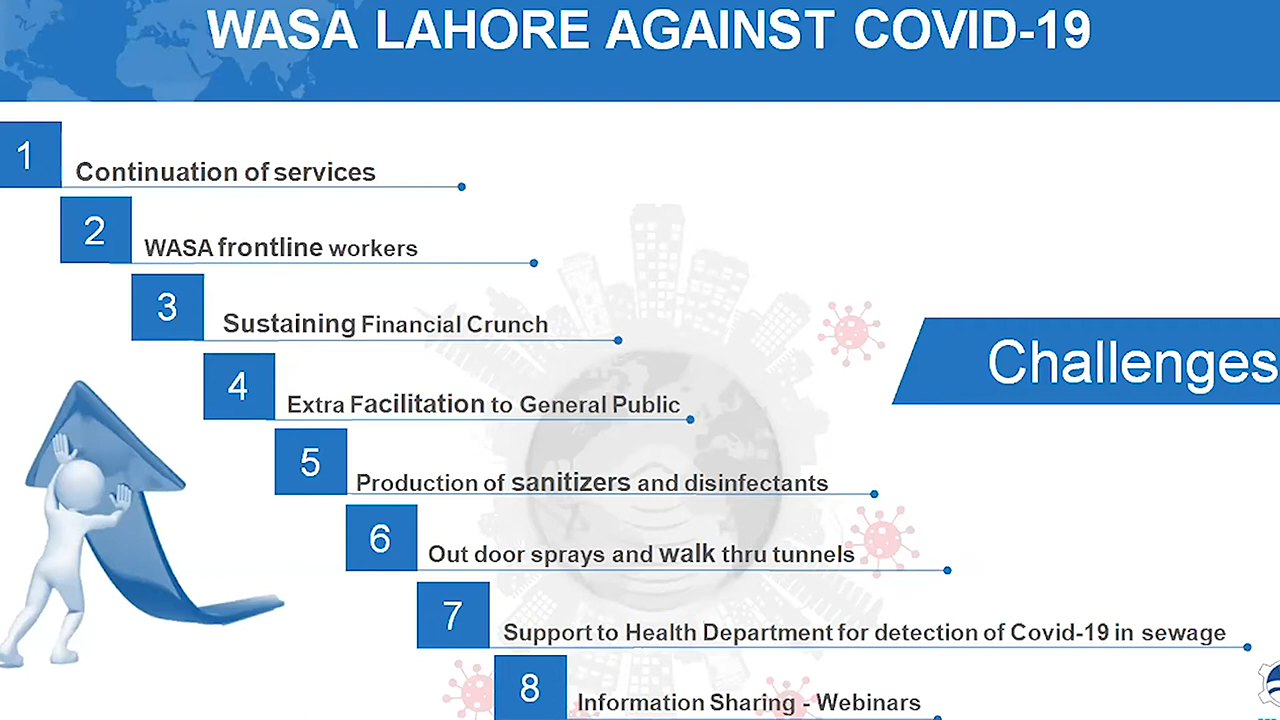 WASA LAHORE AGAINST COVID-19
1
Continuation of services
2
WASA frontline workers
3
Sustaining Financial Crunch
Challenges
4
Extra Facilitation to General Public
5
Production of sanitizers and disinfectants
6
Out door sprays and walk thru tunnels
7
Support to Health Department for detection of Covid-19 in sewage
8
Information Sharing - Webinars